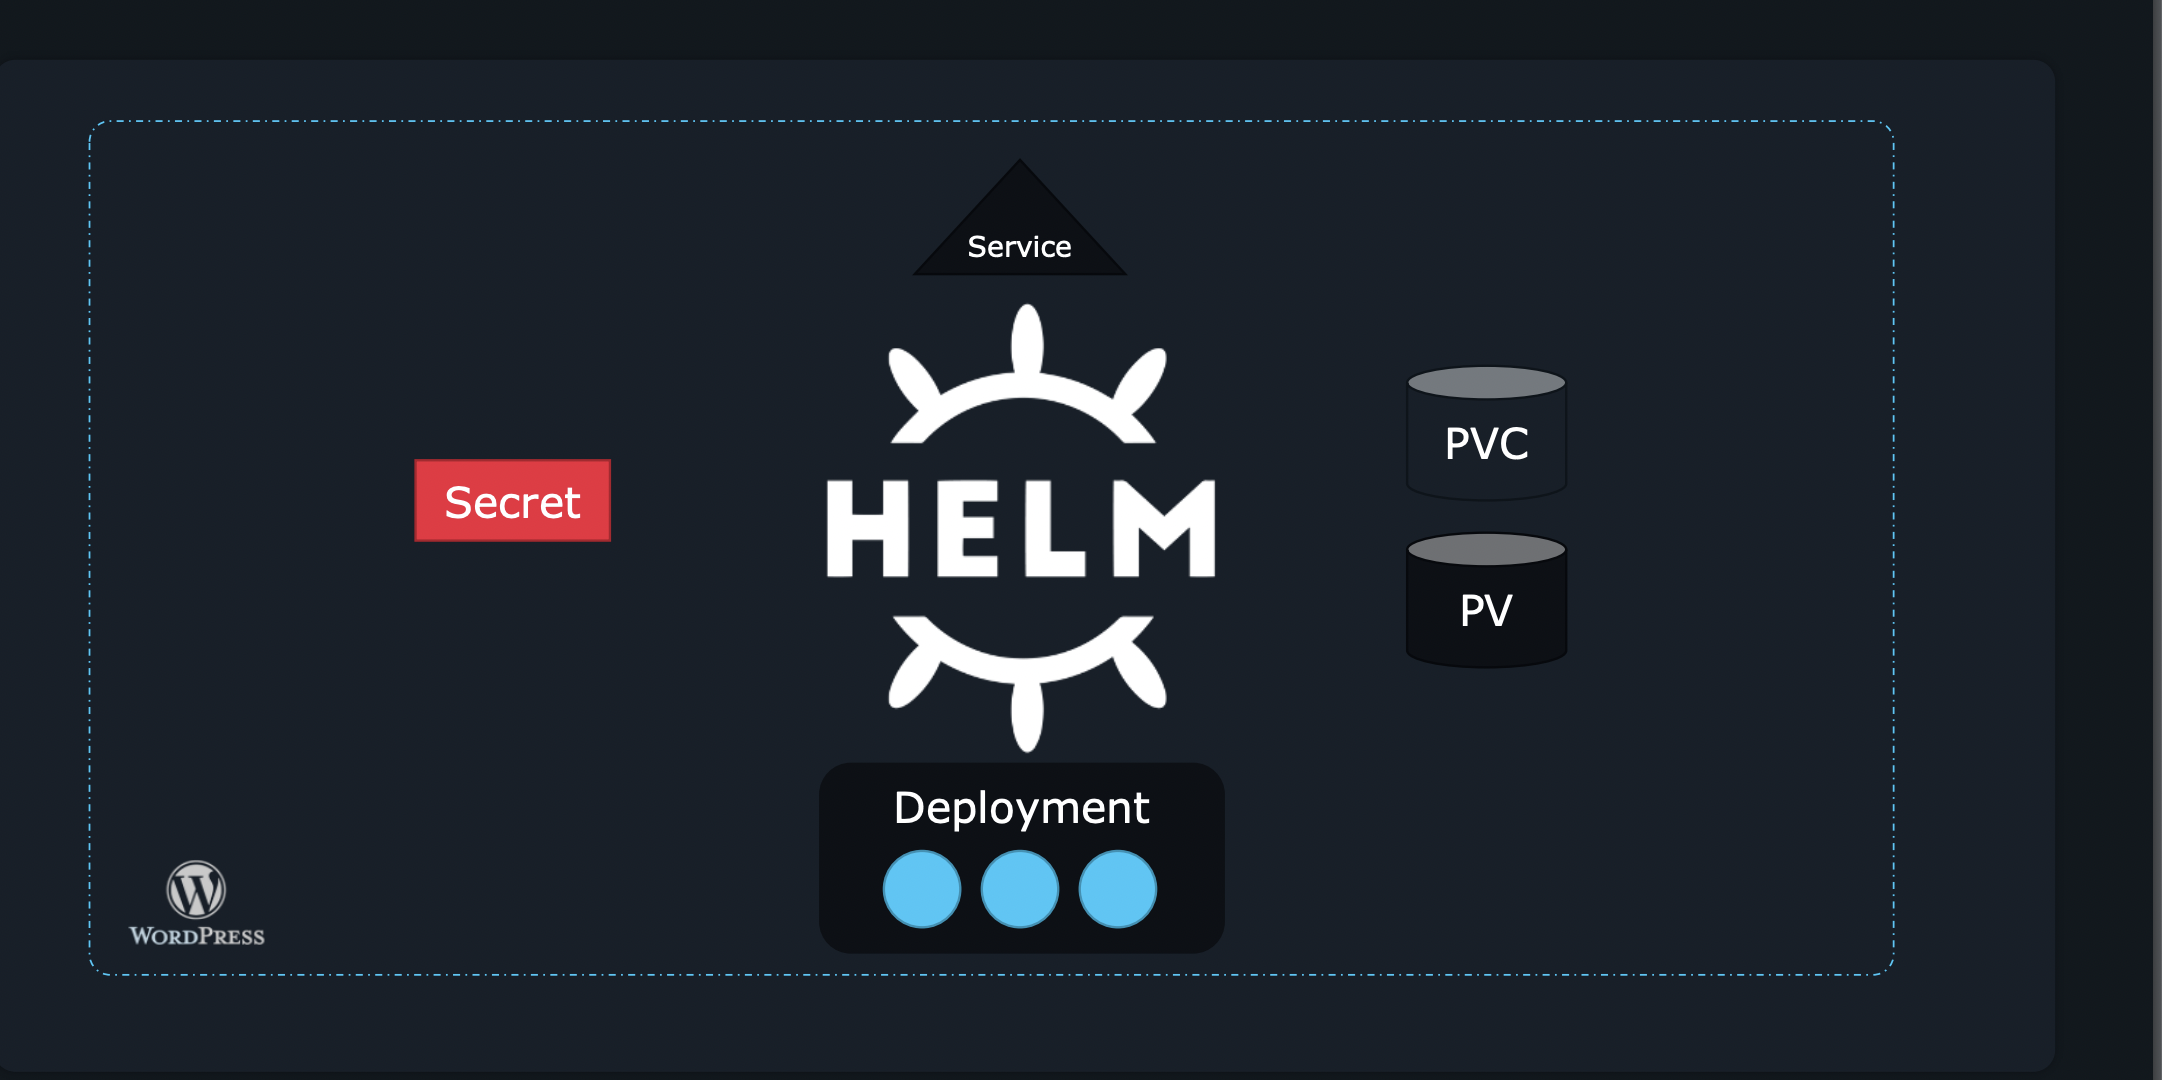 Service
HELM
Secret
PVC
PV
Deployment
W
WORDPRESS